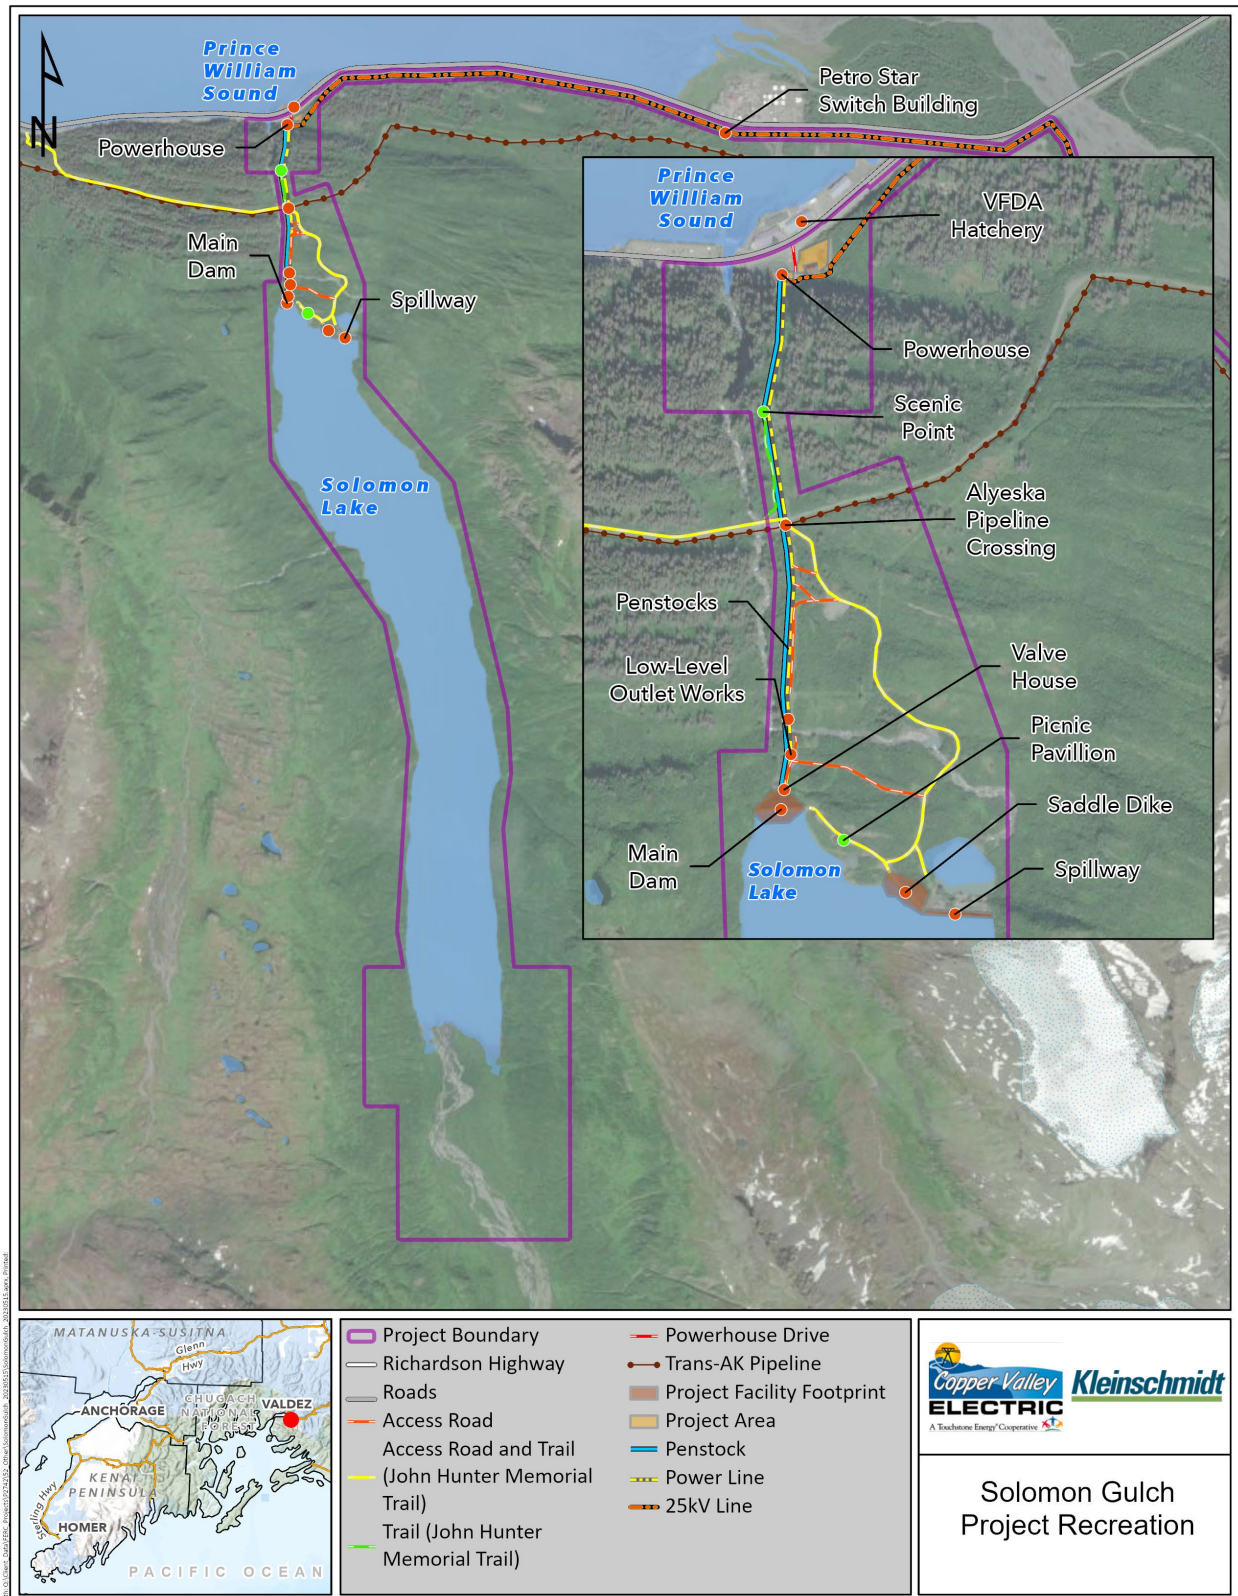 Prince
William
Sound
N
Powerhouse
Petro Star
Switch Building
Main
Dam
Spillway
Solomon
Lake
Prince
William
Sound
VFDA
Hatchery
Powerhouse
Scenic
Point
Alyeska
Pipeline
Crossing
Penstocks
Low-Level
Outlet Works
Valve
House
Picnic
Pavillion
Saddle Dike
Main
Dam
Solomon
Lake
Spillway
MATANUSKA-SUSITNA
Glenn
Hwy
CHUGACH
NATIONAL
FOREST
ANCHORAGE
VALDEZ
KENAI
PENINSULA
Sterling Hwy
HOMER
PACIFIC OCEAN
Project Boundary
Richardson Highway
Roads
Access Road
Access Road and Trail
(John Hunter Memorial
Trail)
Trail (John Hunter
Memorial Trail)
Powerhouse Drive
Trans-AK Pipeline
Project Facility Footprint
Project Area
Penstock
Power Line
25kV Line
Copper Valley
ELECTRIC
A Touchstone Energy® Cooperative
Kleinschmidt
Solomon Gulch
Project Recreation